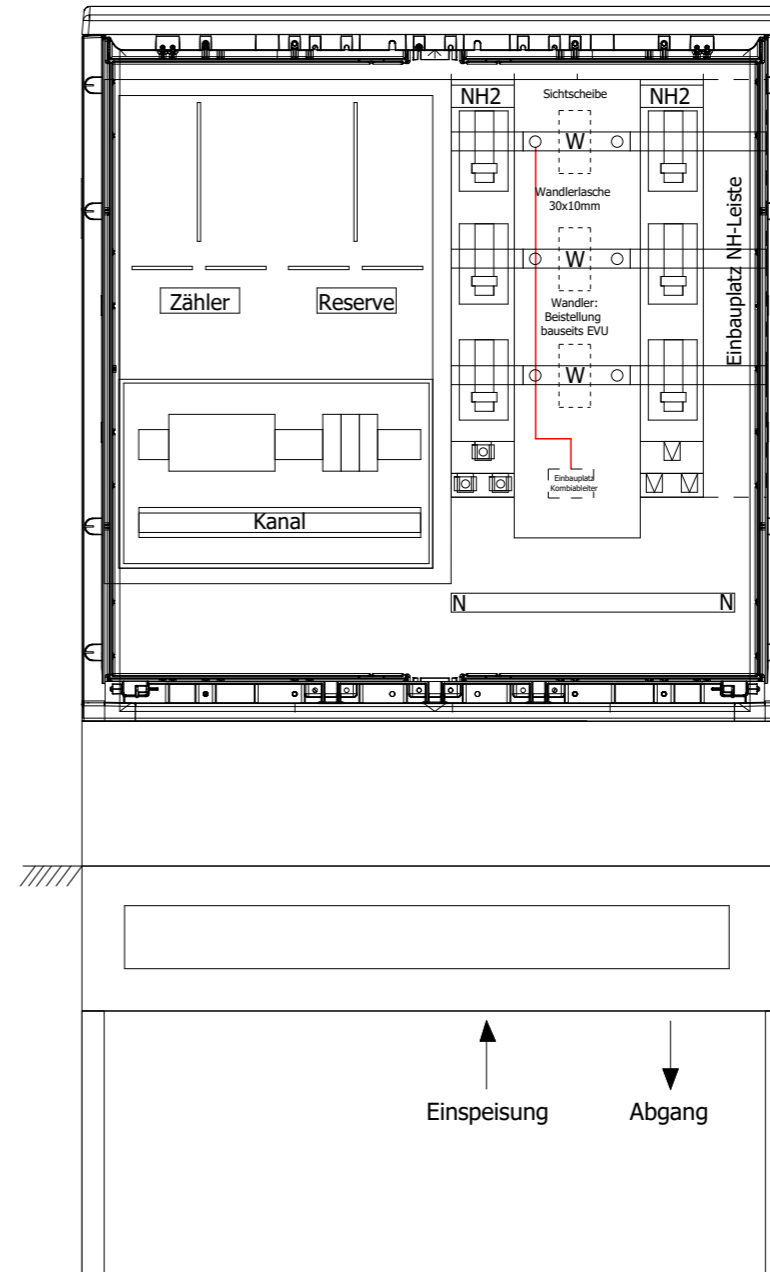 NH2
Sichtscheibe
NH2
W
Wandlerlasche
30x10mm
Einbauplatz NH-Leiste
W
Zähler
Reserve
Wandler:
Beistellung
bauseits EVU
W
Einbauplatz
Kombiableiter
Kanal
N
N
Einspeisung
Abgang